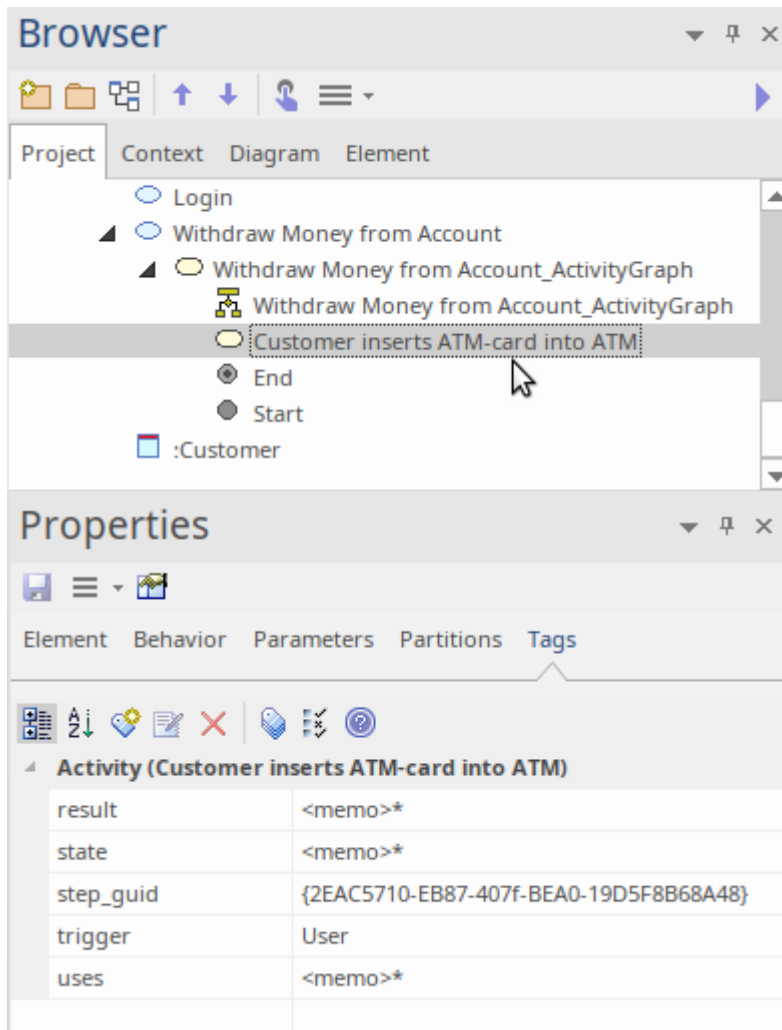 Browser
Project Context Diagram Element
Login
Withdraw Money from Account
Withdraw Money from Account_ActivityGraph
Withdraw Money from Account_ActivityGraph
Customer inserts ATM-card into ATM
End
Start
:Customer
Properties
Element Behavior Parameters Partitions Tags
Activity (Customer inserts ATM-card into ATM)
result <memo>*
state <memo>*
step_guid {2EAC5710-EB87-407f-BEA0-19D5F8B68A48}
trigger User
uses <memo>*